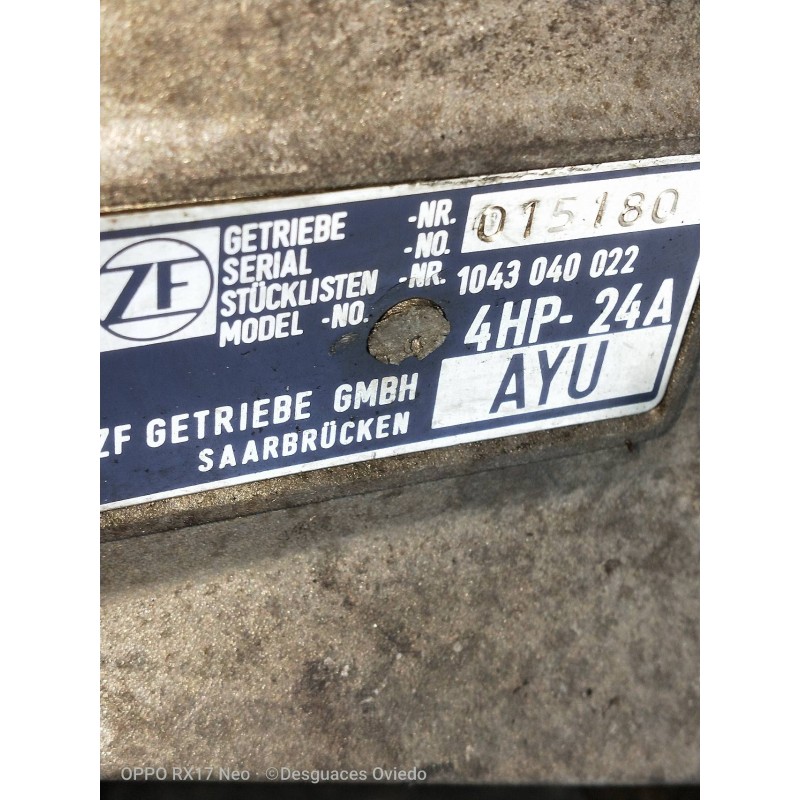 ZF
GETRIEBE -NR. 015180
SERIAL -NO.
STÜCKLISTEN -NR. 1043 040 022
MODEL -NO. 4HP- 24A
AYU
ZF GETRIEBE GMBH
SAARBRÜCKEN
OPPO RX17 Neo · ©Desguaces Oviedo